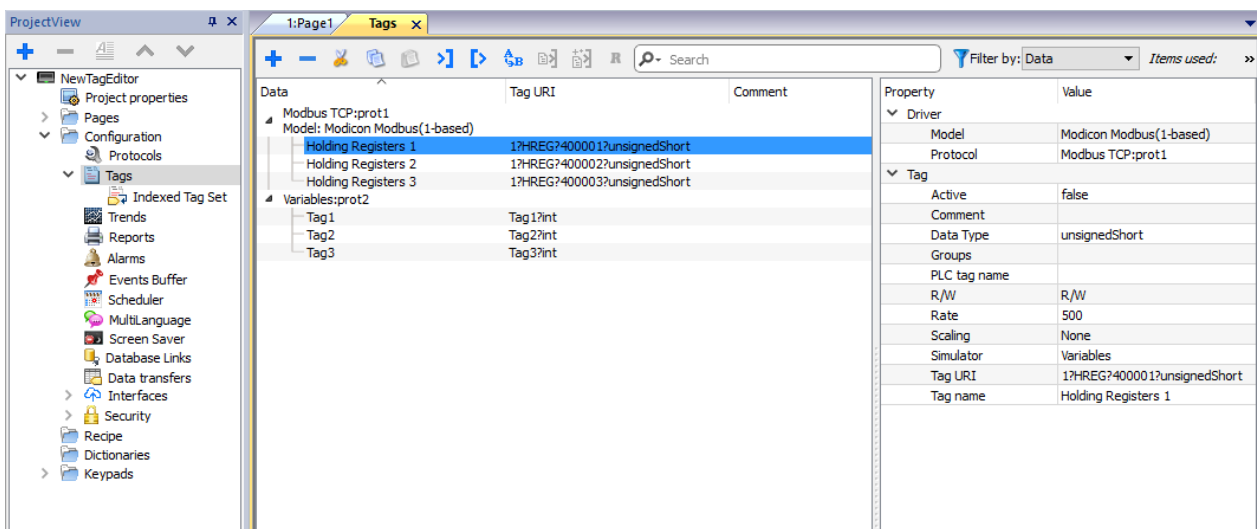 ProjectView
1:Page1
Tags
Search
Filter by: Data
Items used:
NewTagEditor
Project properties
Pages
Configuration
Protocols
Tags
Indexed Tag Set
Trends
Reports
Alarms
Events Buffer
Scheduler
MultiLanguage
Screen Saver
Database Links
Data transfers
Interfaces
Security
Recipe
Dictionaries
Keypads
Data Tag URI Comment
Modbus TCP:prot1
Model: Modicon Modbus(1-based)
Holding Registers 1 1?HREG?400001?unsignedShort
Holding Registers 2 1?HREG?400002?unsignedShort
Holding Registers 3 1?HREG?400003?unsignedShort
Variables:prot2
Tag1 Tag1?int
Tag2 Tag2?int
Tag3 Tag3?int
Property Value
Driver
Model Modicon Modbus(1-based)
Protocol Modbus TCP:prot1
Tag
Active false
Comment
Data Type unsignedShort
Groups
PLC tag name
R/W R/W
Rate 500
Scaling None
Simulator Variables
Tag URI 1?HREG?400001?unsignedShort
Tag name Holding Registers 1